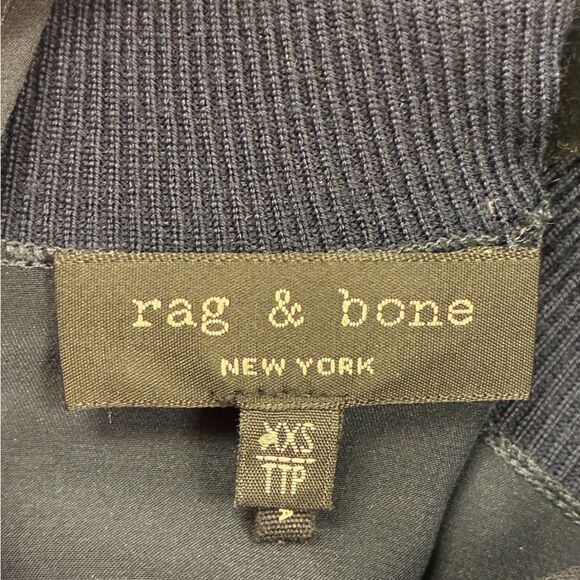 rag & bone
NEW YORK
XXS
TTP